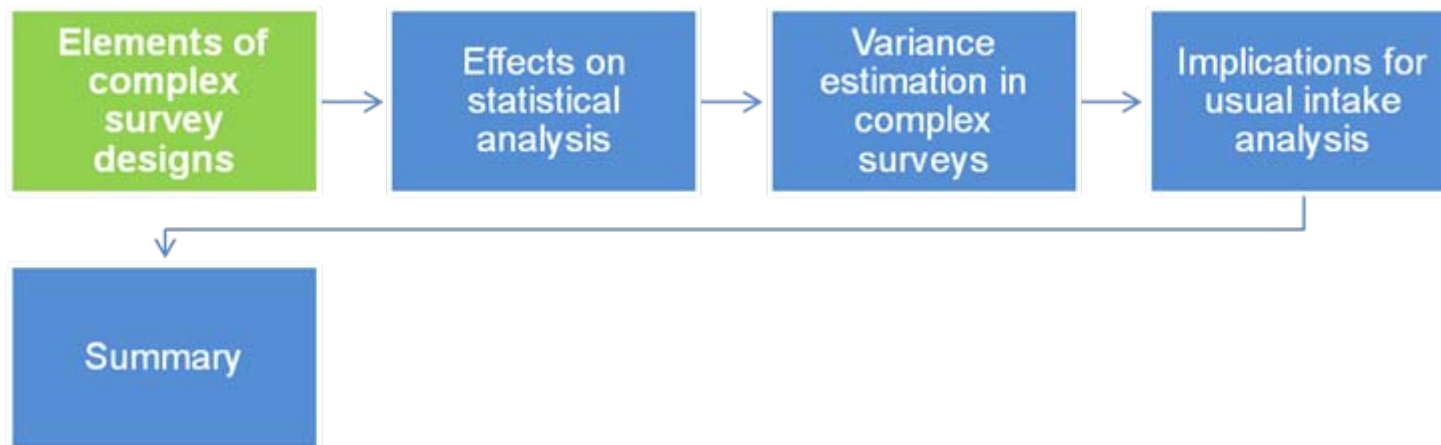 Elements of
complex
survey
designs
Effects on
statistical
analysis
Variance
estimation in
complex
surveys
Implications for
usual intake
analysis
Summary